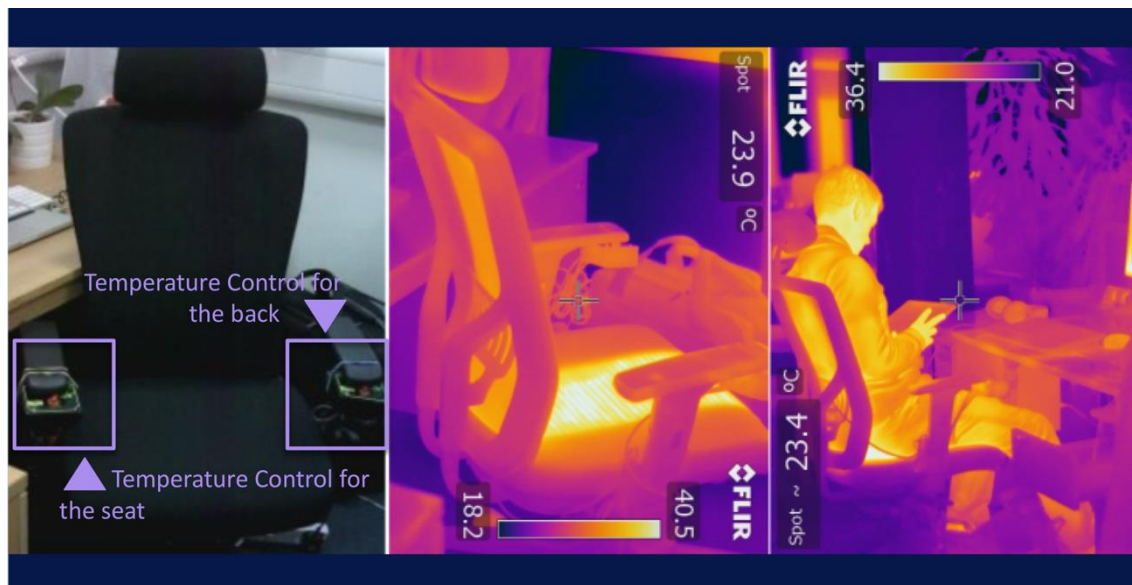 Temperature Control for
the back
Temperature Control for
the seat
Spot 23.9 ºC
18.2 40.5
FLIR
FLIR
36.4 21.0
Spot ~ 23.4 ºC